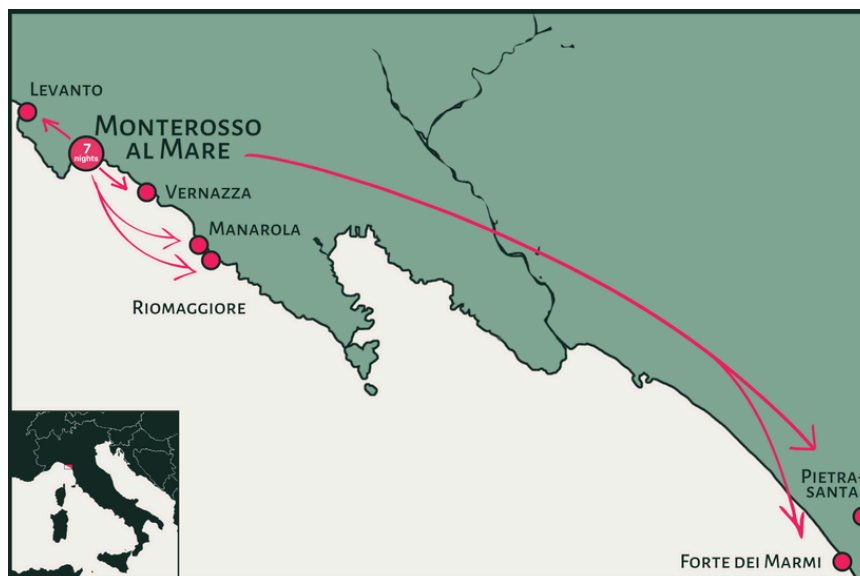 LEVANTO
MONTEROSSO
AL MARE
7
nights
VERNAZZA
MANAROLA
RIOMAGGIORE
PIETRA-
SANTA
FORTE DEI MARMI